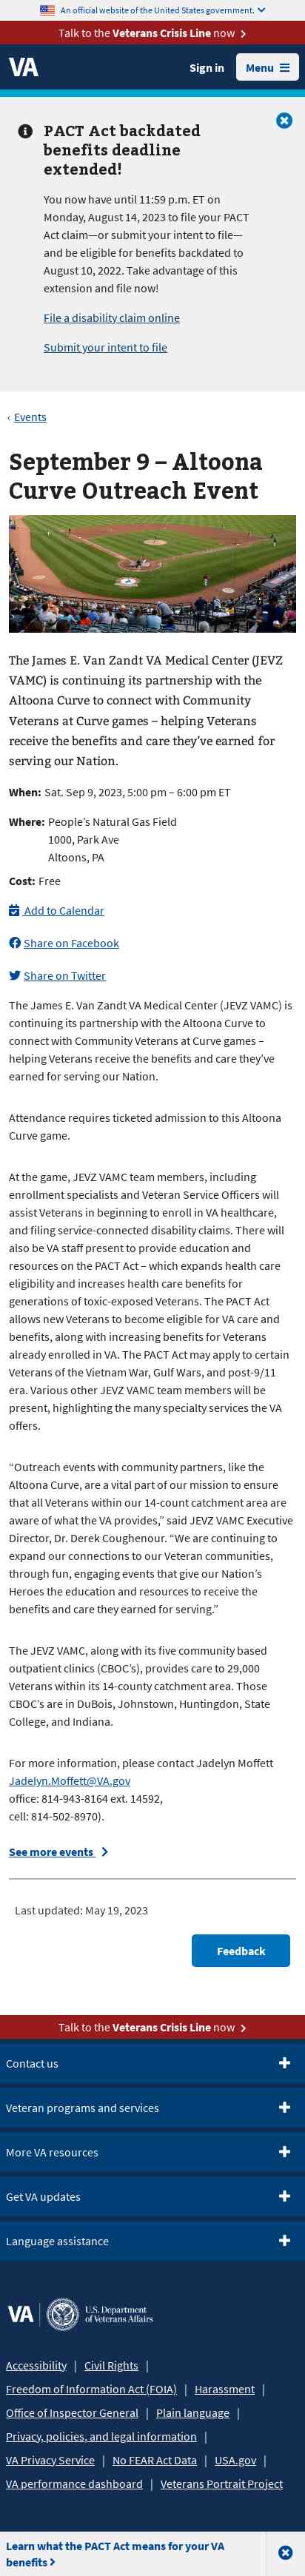 An official website of the United States government.
Talk to the Veterans Crisis Line now
VA
Sign in
Menu
PACT Act backdated
benefits deadline
extended!
You now have until 11:59 p.m. ET on
Monday, August 14, 2023 to file your PACT
Act claim—or submit your intent to file—
and be eligible for benefits backdated to
August 10, 2022. Take advantage of this
extension and file now!
File a disability claim online
Submit your intent to file
‹ Events
September 9 – Altoona
Curve Outreach Event
The James E. Van Zandt VA Medical Center (JEVZ
VAMC) is continuing its partnership with the
Altoona Curve to connect with Community
Veterans at Curve games – helping Veterans
receive the benefits and care they've earned for
serving our Nation.
When: Sat. Sep 9, 2023, 5:00 pm – 6:00 pm ET
Where: People's Natural Gas Field
1000, Park Ave
Altoons, PA
Cost: Free
Add to Calendar
Share on Facebook
Share on Twitter
The James E. Van Zandt VA Medical Center (JEVZ VAMC) is
continuing its partnership with the Altoona Curve to
connect with Community Veterans at Curve games –
helping Veterans receive the benefits and care they've
earned for serving our Nation.
Attendance requires ticketed admission to this Altoona
Curve game.
At the game, JEVZ VAMC team members, including
enrollment specialists and Veteran Service Officers will
assist Veterans in beginning to enroll in VA healthcare,
and filing service-connected disability claims. There will
also be VA staff present to provide education and
resources on the PACT Act – which expands health care
eligibility and increases health care benefits for
generations of toxic-exposed Veterans. The PACT Act
allows new Veterans to become eligible for VA care and
benefits, along with increasing benefits for Veterans
already enrolled in VA. The PACT Act may apply to certain
Veterans of the Vietnam War, Gulf Wars, and post-9/11
era. Various other JEVZ VAMC team members will be
present, highlighting the many specialty services the VA
offers.
“Outreach events with community partners, like the
Altoona Curve, are a vital part of our mission to ensure
that all Veterans within our 14-county catchment area are
aware of what the VA provides,” said JEVZ VAMC Executive
Director, Dr. Derek Coughenour. “We are continuing to
expand our connections to our Veteran communities,
through fun, engaging events that give our Nation's
Heroes the education and resources to receive the
benefits and care they earned for serving.”
The JEVZ VAMC, along with its five community based
outpatient clinics (CBOC's), provides care to 29,000
Veterans within its 14-county catchment area. Those
CBOC's are in DuBois, Johnstown, Huntingdon, State
College, and Indiana.
For more information, please contact Jadelyn Moffett
Jadelyn.Moffett@VA.gov
office: 814-943-8164 ext. 14592,
cell: 814-502-8970).
See more events
Last updated: May 19, 2023
Feedback
Talk to the Veterans Crisis Line now
Contact us
Veteran programs and services
More VA resources
Get VA updates
Language assistance
VA | U.S. Department
of Veterans Affairs
Accessibility | Civil Rights |
Freedom of Information Act (FOIA) | Harassment |
Office of Inspector General | Plain language |
Privacy, policies, and legal information |
VA Privacy Service | No FEAR Act Data | USA.gov |
VA performance dashboard | Veterans Portrait Project
Learn what the PACT Act means for your VA
benefits